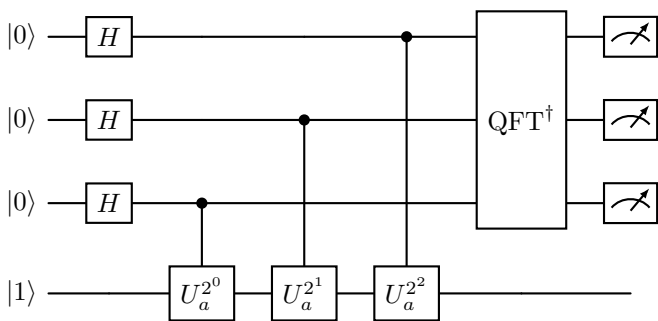 |0⟩ H
|0⟩ H QFT†
|0⟩ H
|1⟩ U_a^{2^0} U_a^{2^1} U_a^{2^2}